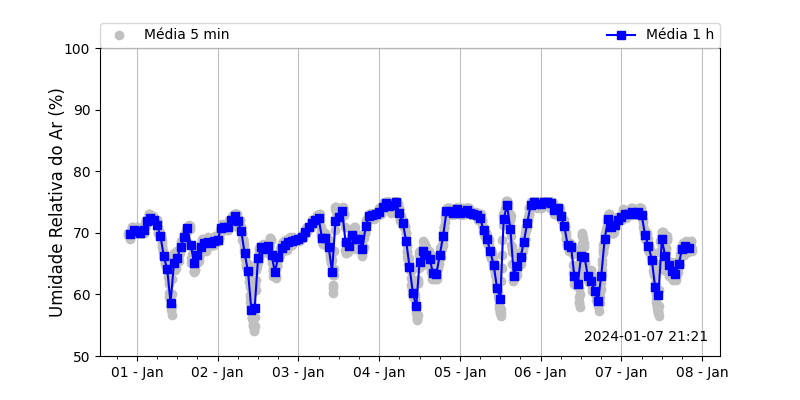 Média 5 min
Média 1 h
Umidade Relativa do Ar (%)
100
90
80
70
60
50
2024-01-07 21:21
01 - Jan
02 - Jan
03 - Jan
04 - Jan
05 - Jan
06 - Jan
07 - Jan
08 - Jan